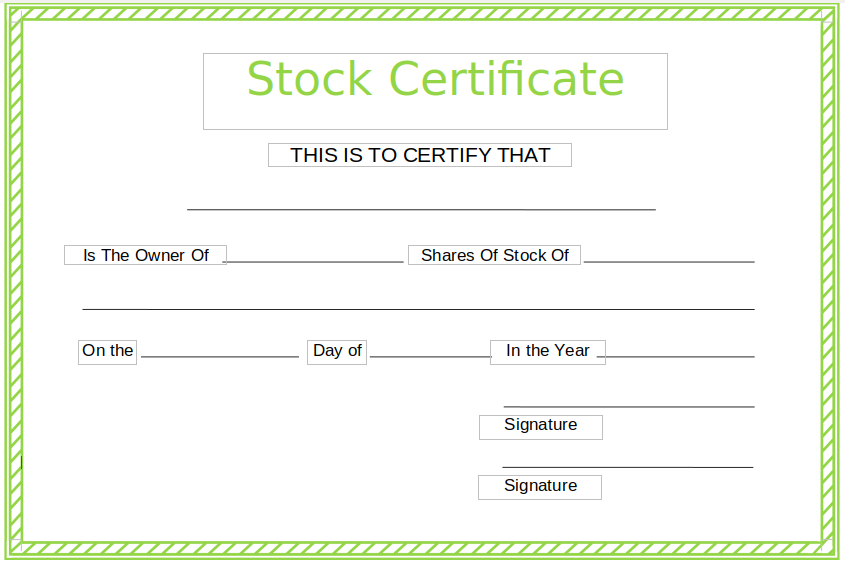 Stock Certificate
THIS IS TO CERTIFY THAT
Is The Owner Of Shares Of Stock Of
On the Day of In the Year
Signature
Signature